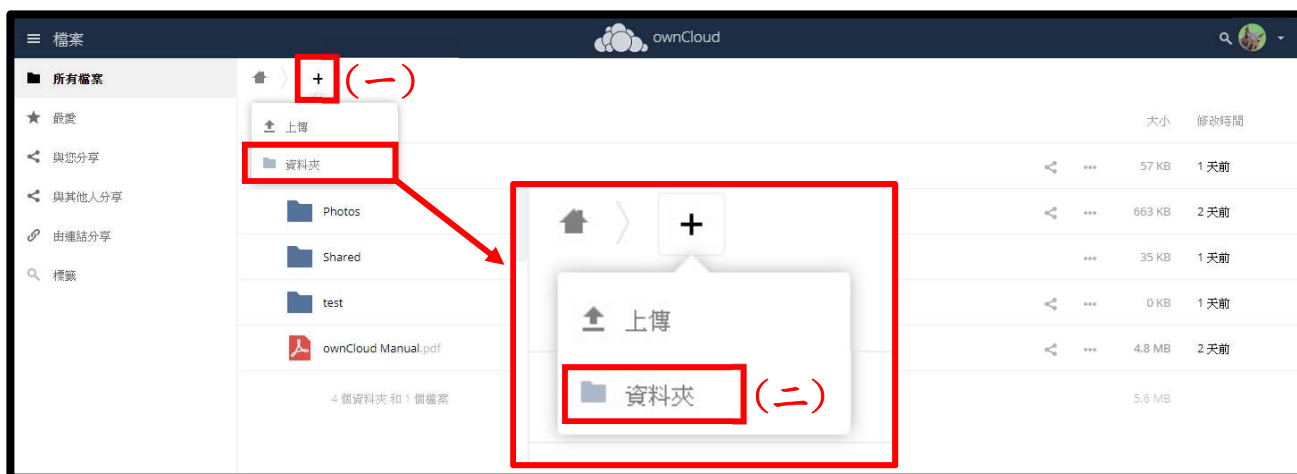 檔案
ownCloud
所有檔案
最愛
與您分享
與其他人分享
由連結分享
標籤
+ (一)
上傳
資料夾
大小 修改時間
57 KB 1 天前
Photos 663 KB 2 天前
Shared 35 KB 1 天前
test 0 KB 1 天前
ownCloud Manual.pdf 4.8 MB 2 天前
4 個資料夾 和 1 個檔案 5.6 MB
+
上傳
資料夾 (二)